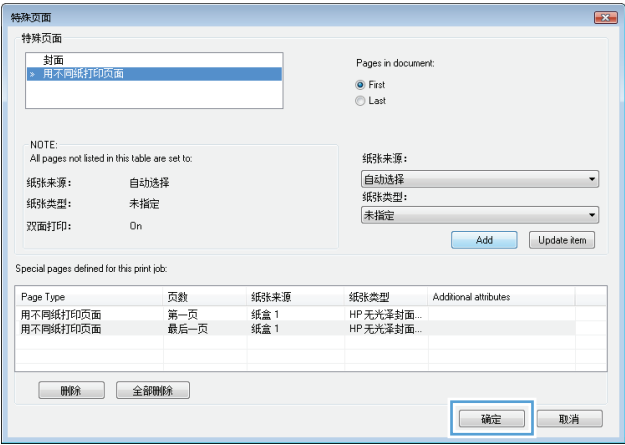 特殊页面
特殊页面
封面
» 用不同纸打印页面
Pages in document:
First
Last
NOTE:
All pages not listed in this table are set to:
纸张来源: 自动选择
纸张类型: 未指定
双面打印: On
纸张来源:
自动选择
纸张类型:
未指定
Add Update item
Special pages defined for this print job:
Page Type 页数 纸张来源 纸张类型 Additional attributes
用不同纸打印页面 第一页 纸盒 1 HP 无光泽封面...
用不同纸打印页面 最后一页 纸盒 1 HP 无光泽封面...
删除 全部删除
确定 取消